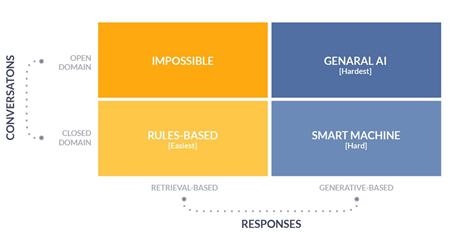 CONVERSATONS
OPEN
DOMAIN
IMPOSSIBLE
GENARAL AI
[Hardest]
CLOSED
DOMAIN
RULES-BASED
[Easiest]
SMART MACHINE
[Hard]
RETRIEVAL-BASED
GENERATIVE-BASED
RESPONSES